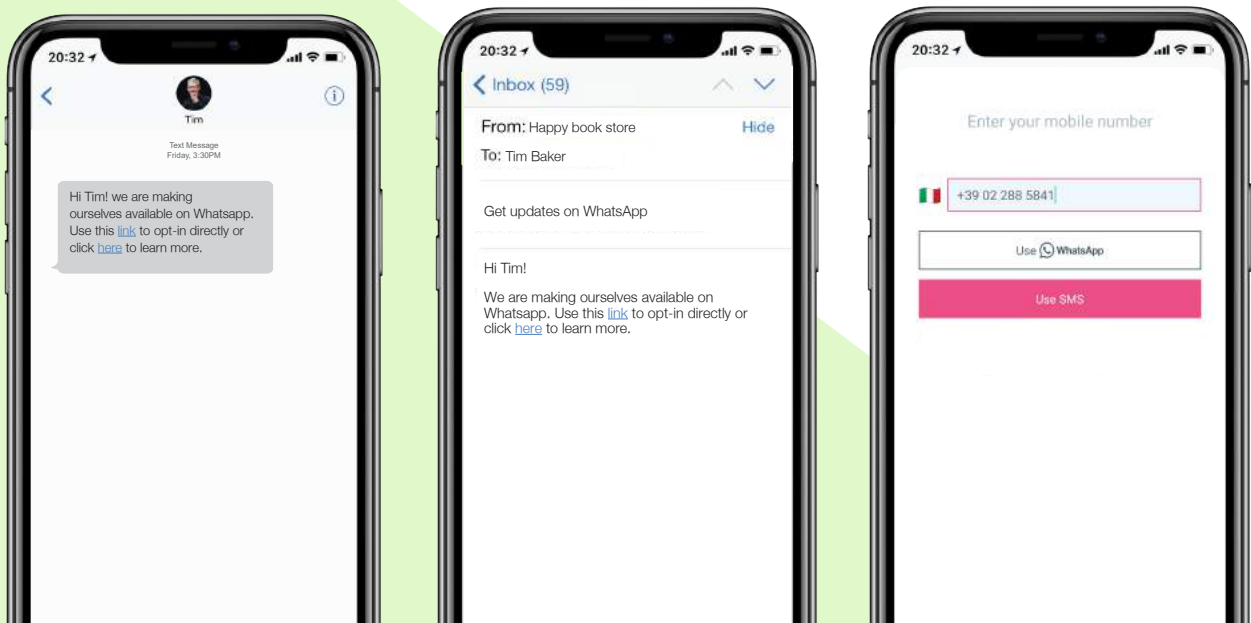 20:32
Tim
Text Message
Friday, 3:30PM
Hi Tim! we are making
ourselves available on Whatsapp.
Use this link to opt-in directly or
click here to learn more.
20:32
Inbox (59)
From: Happy book store Hide
To: Tim Baker
Get updates on WhatsApp
Hi Tim!
We are making ourselves available on
Whatsapp. Use this link to opt-in directly or
click here to learn more.
20:32
Enter your mobile number
+39 02 288 5841
Use WhatsApp
Use SMS